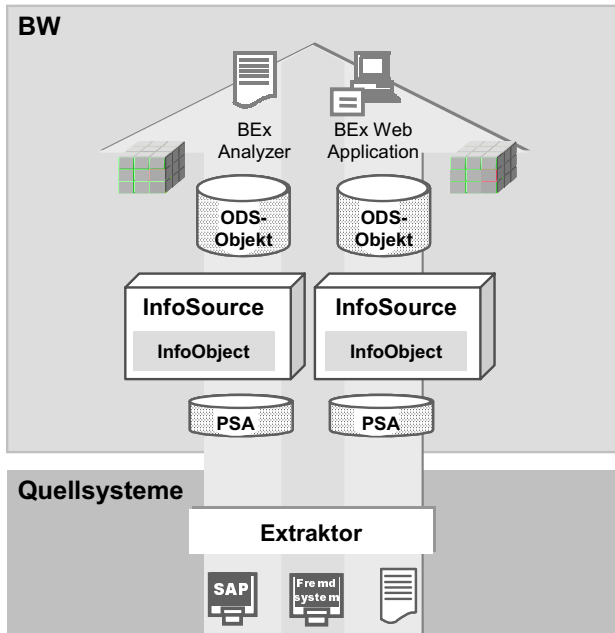 BW
BEx
Analyzer
BEx Web
Application
ODS-
Objekt
ODS-
Objekt
InfoSource
InfoObject
InfoSource
InfoObject
PSA
PSA
Quellsysteme
Extraktor
SAP
Fremd
system